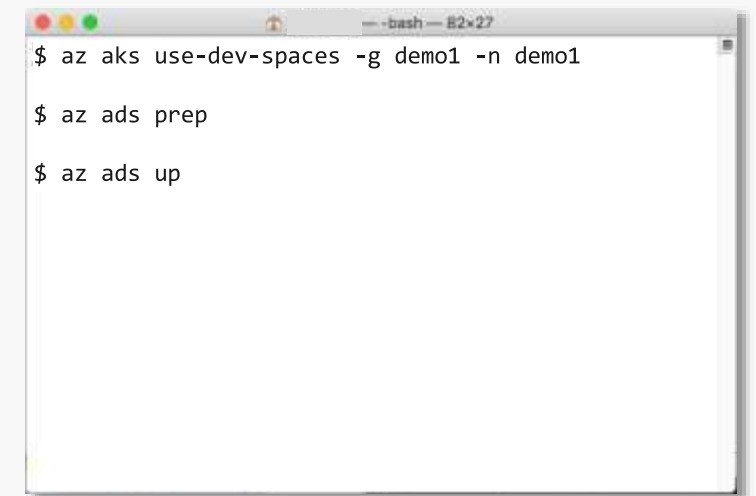 — -bash — 82×27
$ az aks use-dev-spaces -g demo1 -n demo1
$ az ads prep
$ az ads up